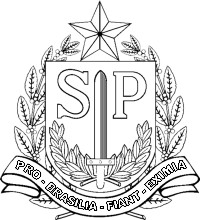 SP
PRO - BRASILIA - FIANT - EXIMIA